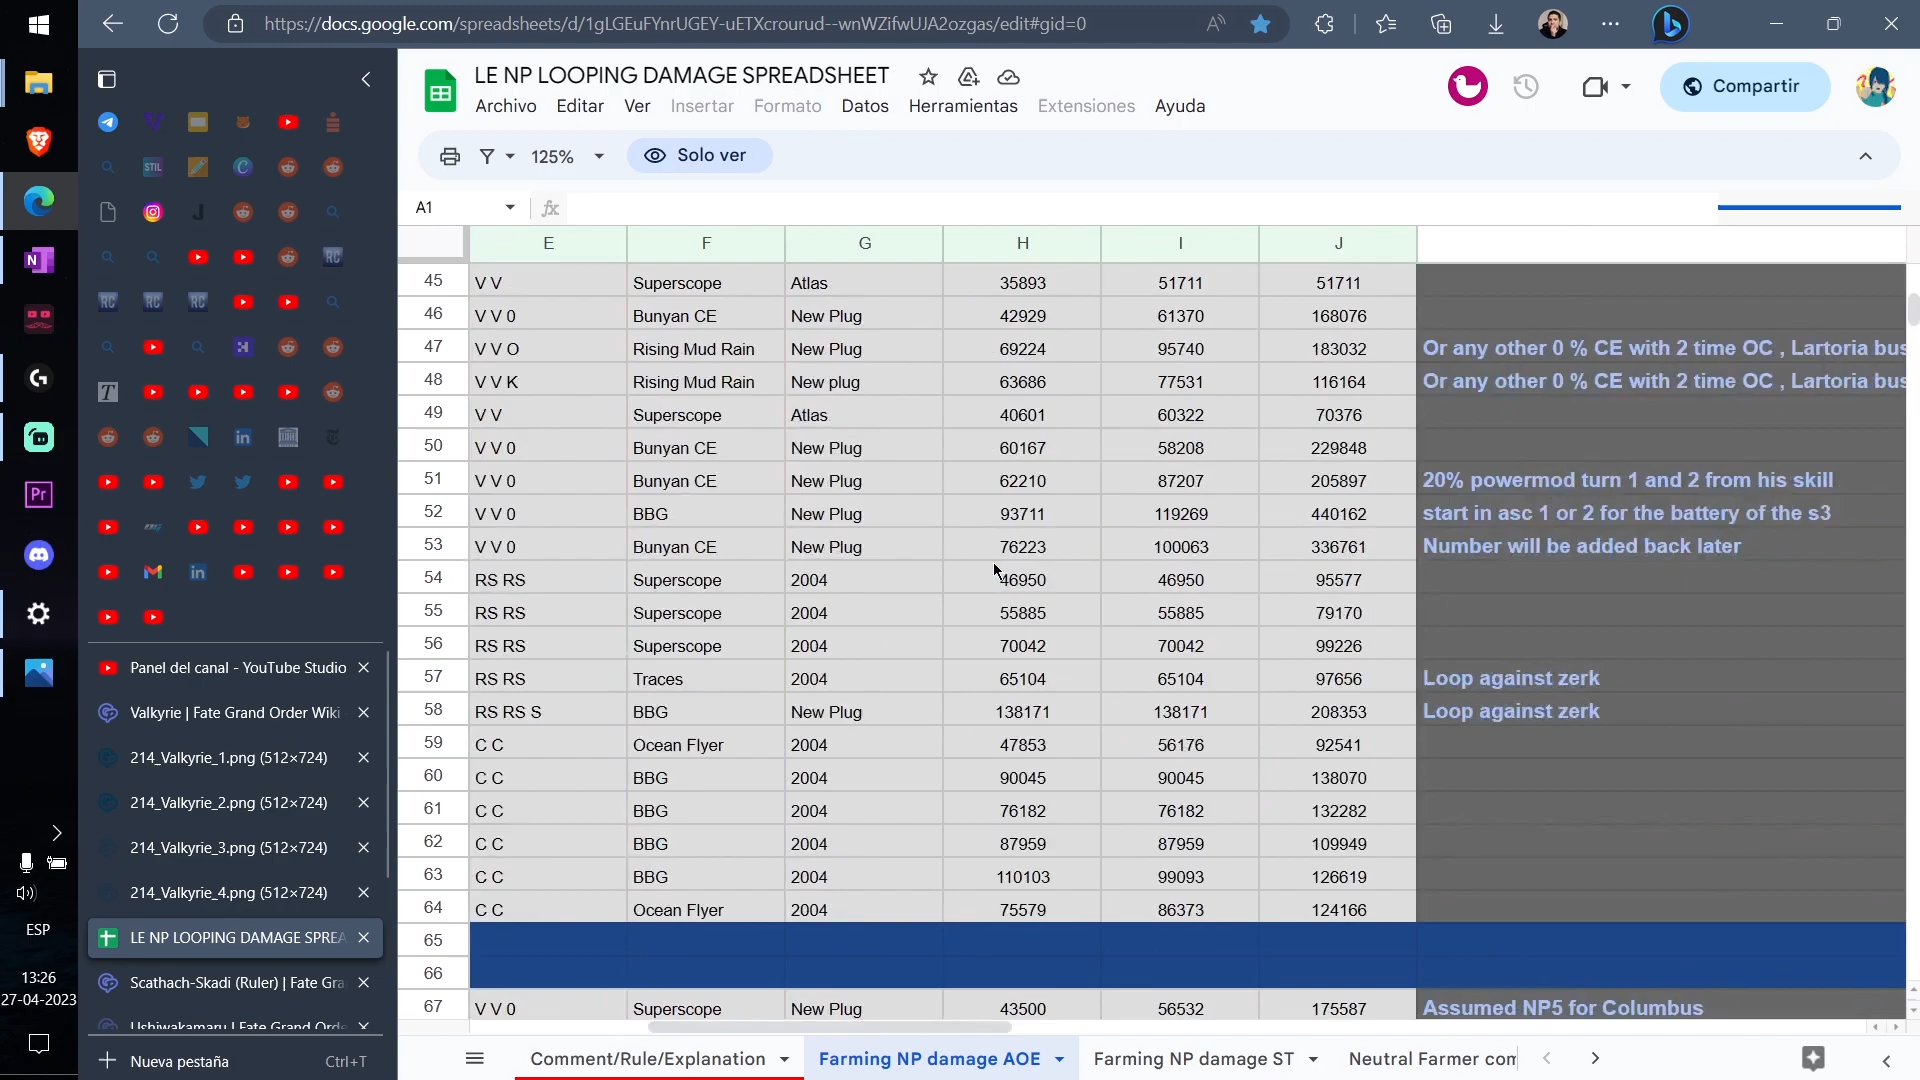 https://docs.google.com/spreadsheets/d/1gLGEuFYnrUGEY-uETXcrourud--wnWZifwUJA2ozgas/edit#gid=0
LE NP LOOPING DAMAGE SPREADSHEET
Compartir
Archivo Editar Ver Insertar Formato Datos Herramientas Extensiones Ayuda
125% Solo ver
A1
E F G H I J
45 V V Superscope Atlas 35893 51711 51711
46 V V 0 Bunyan CE New Plug 42929 61370 168076
47 V V O Rising Mud Rain New Plug 69224 95740 183032 Or any other 0 % CE with 2 time OC , Lartoria bus
48 V V K Rising Mud Rain New plug 63686 77531 116164 Or any other 0 % CE with 2 time OC , Lartoria bus
49 V V Superscope Atlas 40601 60322 70376
50 V V 0 Bunyan CE New Plug 60167 58208 229848
51 V V 0 Bunyan CE New Plug 62210 87207 205897 20% powermod turn 1 and 2 from his skill
52 V V 0 BBG New Plug 93711 119269 440162 start in asc 1 or 2 for the battery of the s3
53 V V 0 Bunyan CE New Plug 76223 100063 336761 Number will be added back later
54 RS RS Superscope 2004 46950 46950 95577
55 RS RS Superscope 2004 55885 55885 79170
56 RS RS Superscope 2004 70042 70042 99226
57 RS RS Traces 2004 65104 65104 97656 Loop against zerk
58 RS RS S BBG New Plug 138171 138171 208353 Loop against zerk
59 C C Ocean Flyer 2004 47853 56176 92541
60 C C BBG 2004 90045 90045 138070
61 C C BBG 2004 76182 76182 132282
62 C C BBG 2004 87959 87959 109949
63 C C BBG 2004 110103 99093 126619
64 C C Ocean Flyer 2004 75579 86373 124166
65
66
67 V V 0 Superscope New Plug 43500 56532 175587 Assumed NP5 for Columbus
Comment/Rule/Explanation Farming NP damage AOE Farming NP damage ST Neutral Farmer com
STIL
RC
RC RC RC
Panel del canal - YouTube Studio
Valkyrie | Fate Grand Order Wiki
214_Valkyrie_1.png (512×724)
214_Valkyrie_2.png (512×724)
214_Valkyrie_3.png (512×724)
214_Valkyrie_4.png (512×724)
LE NP LOOPING DAMAGE SPREA
Scathach-Skadi (Ruler) | Fate Gra
Ushiwakamaru | Fate Grand Orde
Nueva pestaña Ctrl+T
Pr
ESP
13:26
27-04-2023